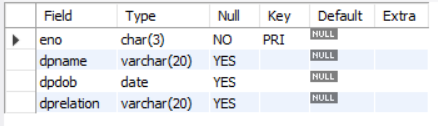 Field Type Null Key Default Extra
eno char(3) NO PRI NULL
dpname varchar(20) YES NULL
dpdob date YES NULL
dprelation varchar(20) YES NULL